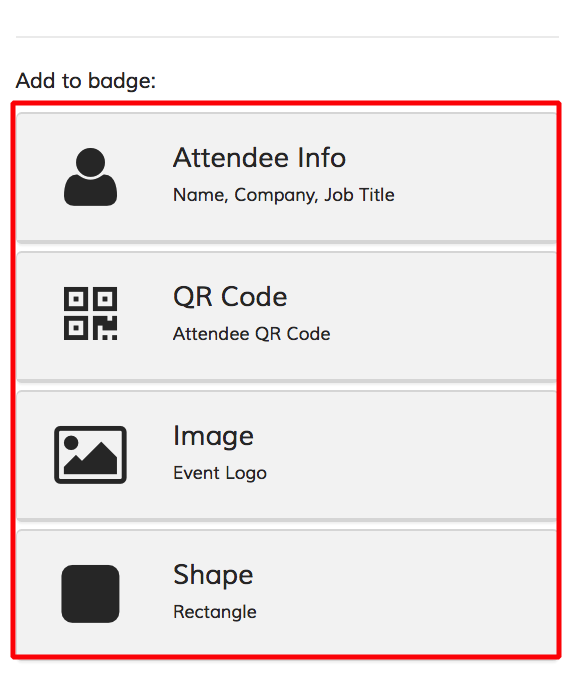 Add to badge:
Attendee Info
Name, Company, Job Title
QR Code
Attendee QR Code
Image
Event Logo
Shape
Rectangle